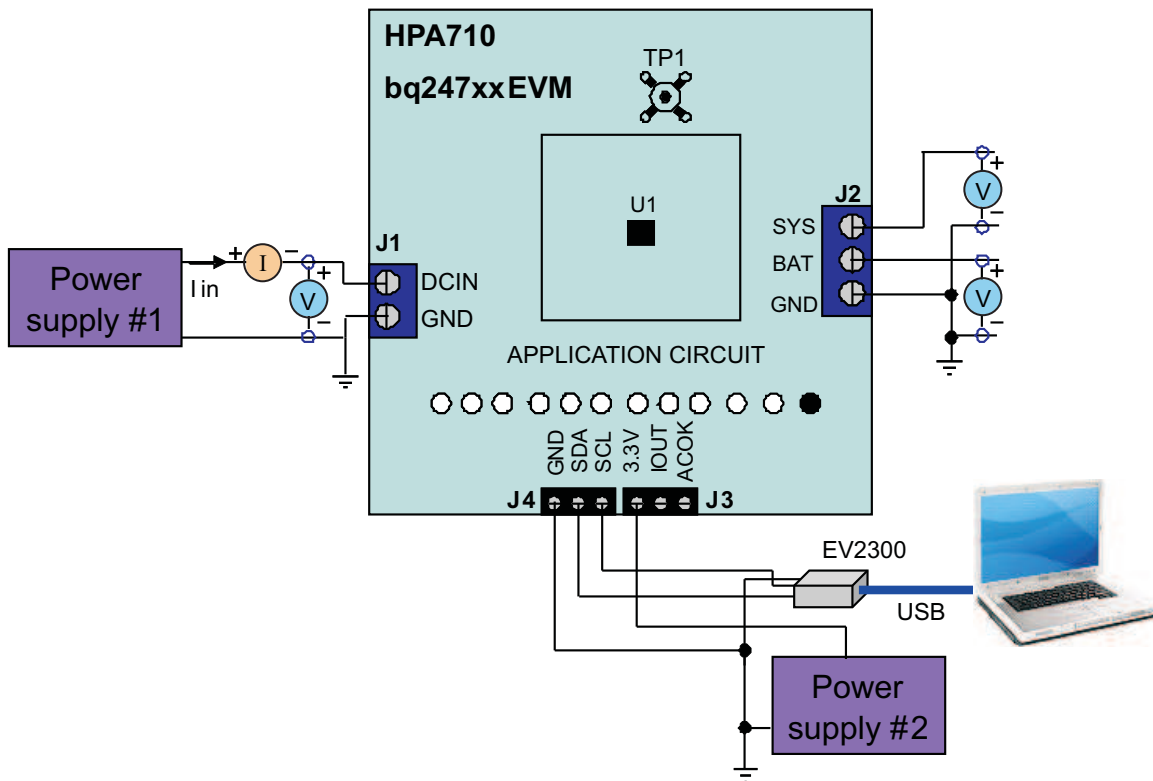 HPA710
bq247xxEVM
TP1
U1
J1
DCIN
GND
J2
SYS
BAT
GND
Power
supply #1
I in
+
I
−
+
V
−
+
V
−
+
V
−
APPLICATION CIRCUIT
GND
SDA
SCL
3.3V
IOUT
ACOK
J4
J3
EV2300
USB
Power
supply #2